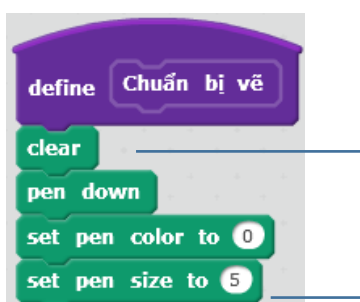 define Chuẩn bị vẽ
clear
pen down
set pen color to 0
set pen size to 5